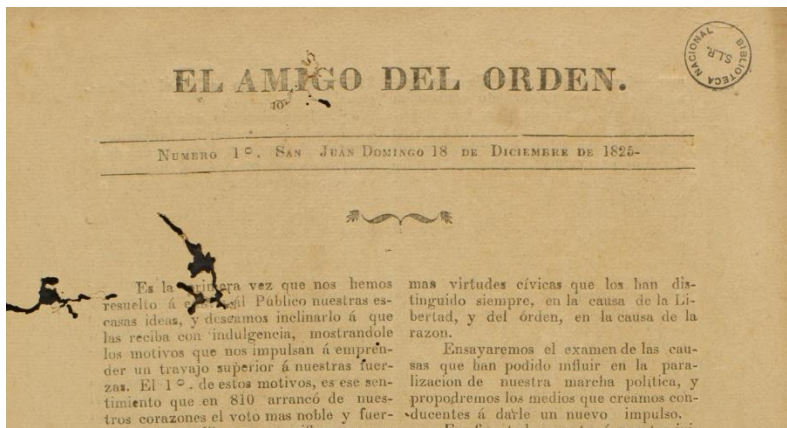 EL AMIGO DEL ORDEN.
BIBLIOTECA NACIONAL
S.I.R.
NUMERO 1º. SAN JUAN DOMINGO 18 DE DICIEMBRE DE 1825-
Es la primera vez que nos hemos
resuelto á al Público nuestras es-
casas ideas, y deseamos inclinarlo á que
las reciba con indulgencia, mostrandole
los motivos que nos impulsan á empren-
der un travajo superior á nuestras fuer-
zas. El 1º. de estos motivos, es ese sen-
timiento que en 810 arrancó de nues-
tros corazones el voto mas noble y fuer-
mas virtudes cívicas que los han dis-
tinguido siempre, en la causa de la Li-
bertad, y del órden, en la causa de la
razon.
Ensayaremos el examen de las cau-
sas que han podido influir en la para-
lizacion de nuestra marcha política, y
propodremos los medios que creamos con-
ducentes á darle un nuevo impulso.